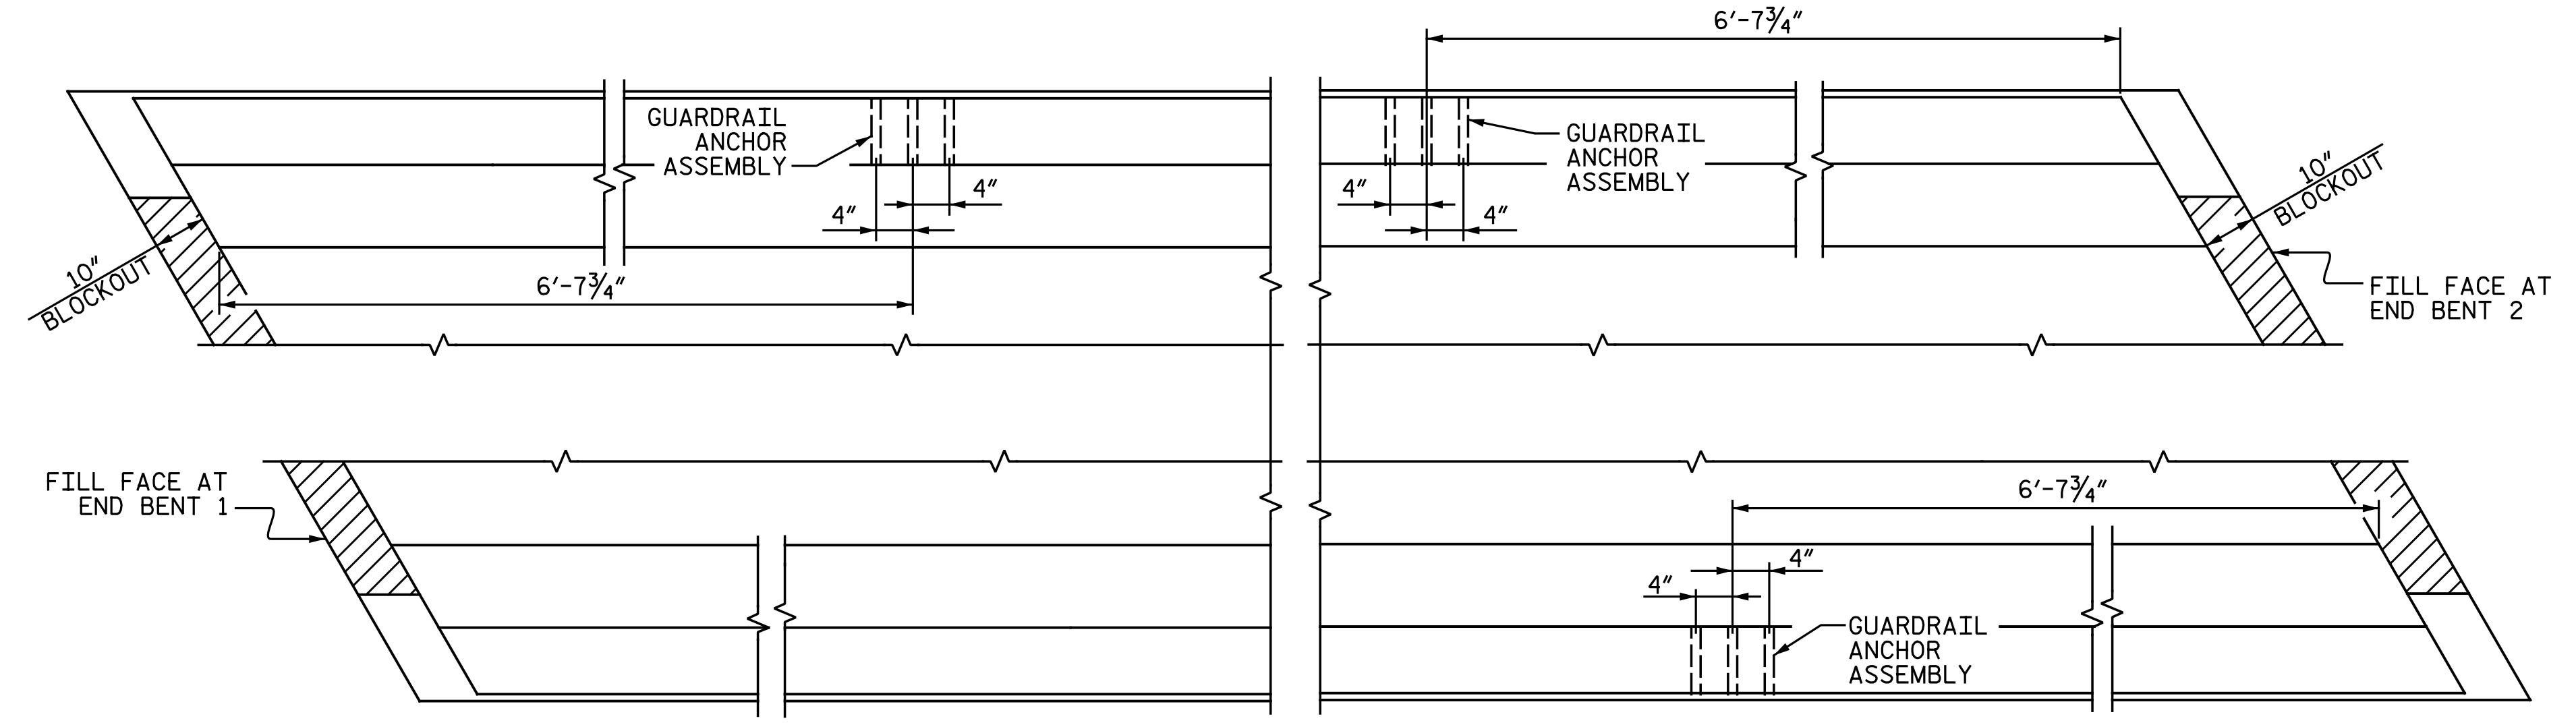 6'-7¾"
GUARDRAIL
ANCHOR
ASSEMBLY
4"
4"
10"
BLOCKOUT
6'-7¾"
GUARDRAIL
ANCHOR
ASSEMBLY
4"
4"
10"
BLOCKOUT
FILL FACE AT
END BENT 2
FILL FACE AT
END BENT 1
6'-7¾"
4"
4"
GUARDRAIL
ANCHOR
ASSEMBLY